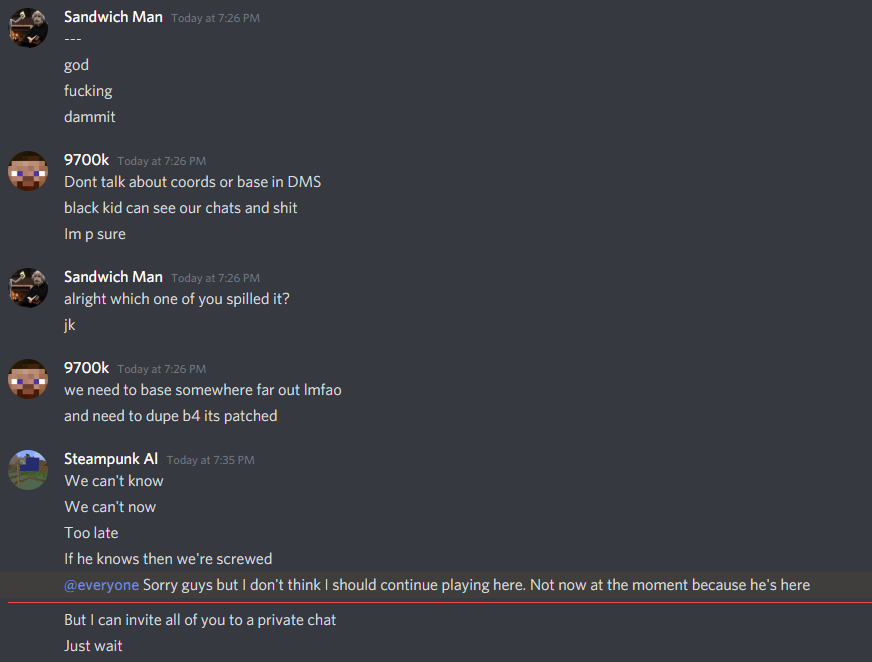 Sandwich Man Today at 7:26 PM
---
god
fucking
dammit
9700k Today at 7:26 PM
Dont talk about coords or base in DMS
black kid can see our chats and shit
Im p sure
Sandwich Man Today at 7:26 PM
alright which one of you spilled it?
jk
9700k Today at 7:26 PM
we need to base somewhere far out lmfao
and need to dupe b4 its patched
Steampunk Al Today at 7:35 PM
We can't know
We can't now
Too late
If he knows then we're screwed
@everyone Sorry guys but I don't think I should continue playing here. Not now at the moment because he's here
But I can invite all of you to a private chat
Just wait